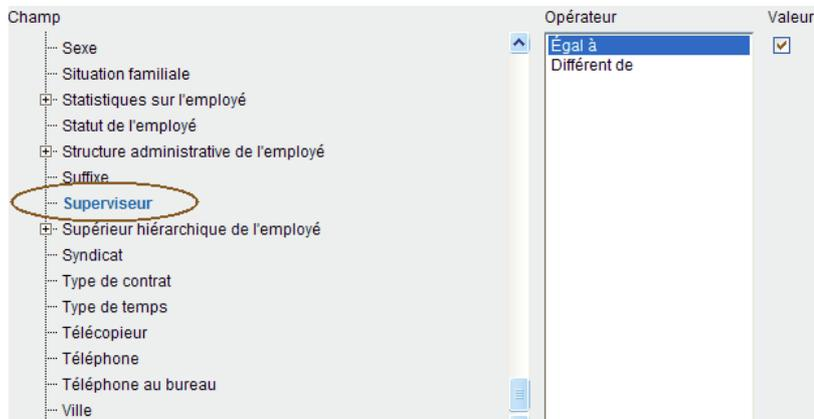 Champ
Opérateur
Valeur
Sexe
Situation familiale
Statistiques sur l'employé
Statut de l'employé
Structure administrative de l'employé
Suffixe
Superviseur
Supérieur hiérarchique de l'employé
Syndicat
Type de contrat
Type de temps
Télécopieur
Téléphone
Téléphone au bureau
Ville
Égal à
Différent de